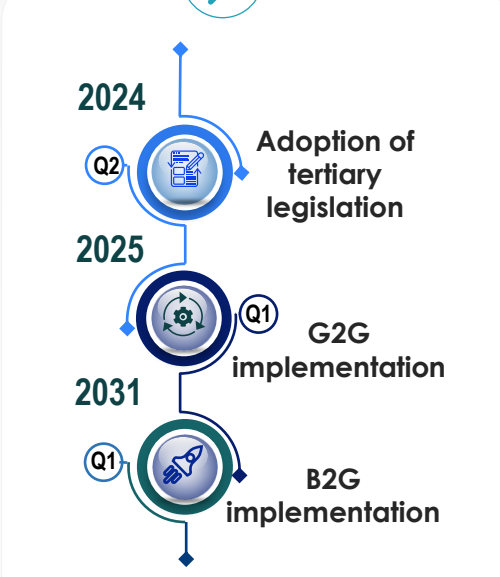 2024
Q2
Adoption of
tertiary
legislation
2025
Q1
G2G
implementation
2031
Q1
B2G
implementation